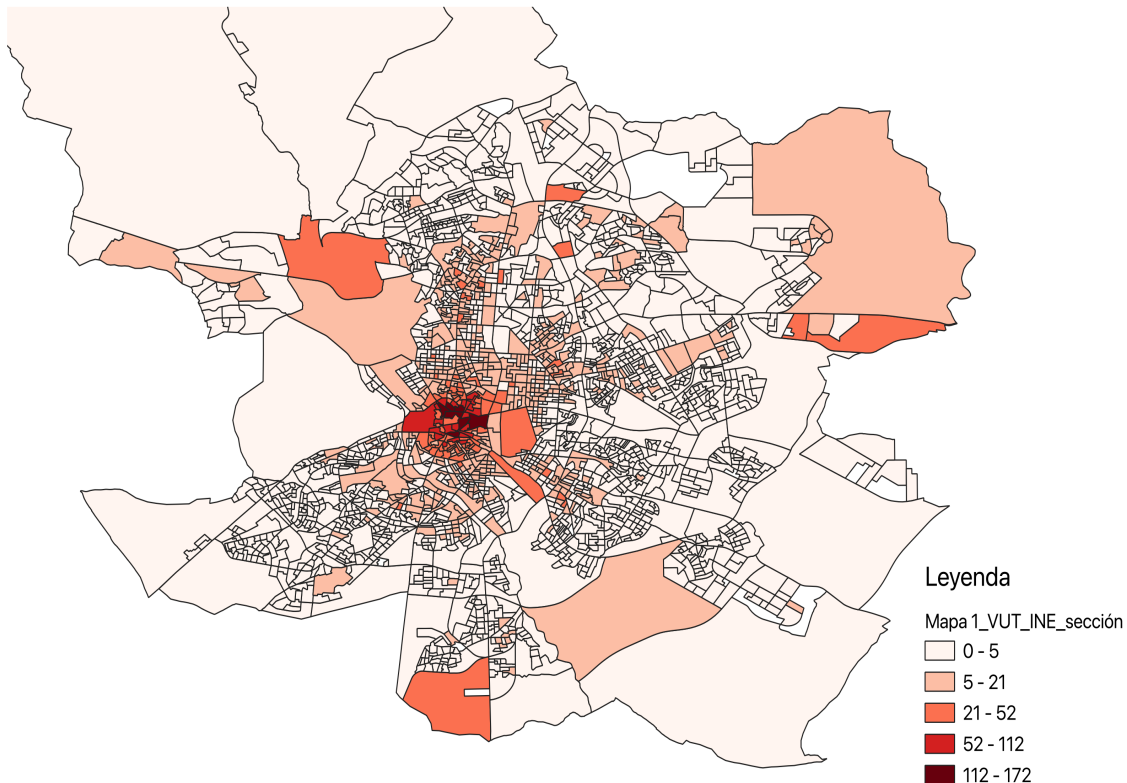 Leyenda
Mapa 1_VUT_INE_sección
0 - 5
5 - 21
21 - 52
52 - 112
112 - 172